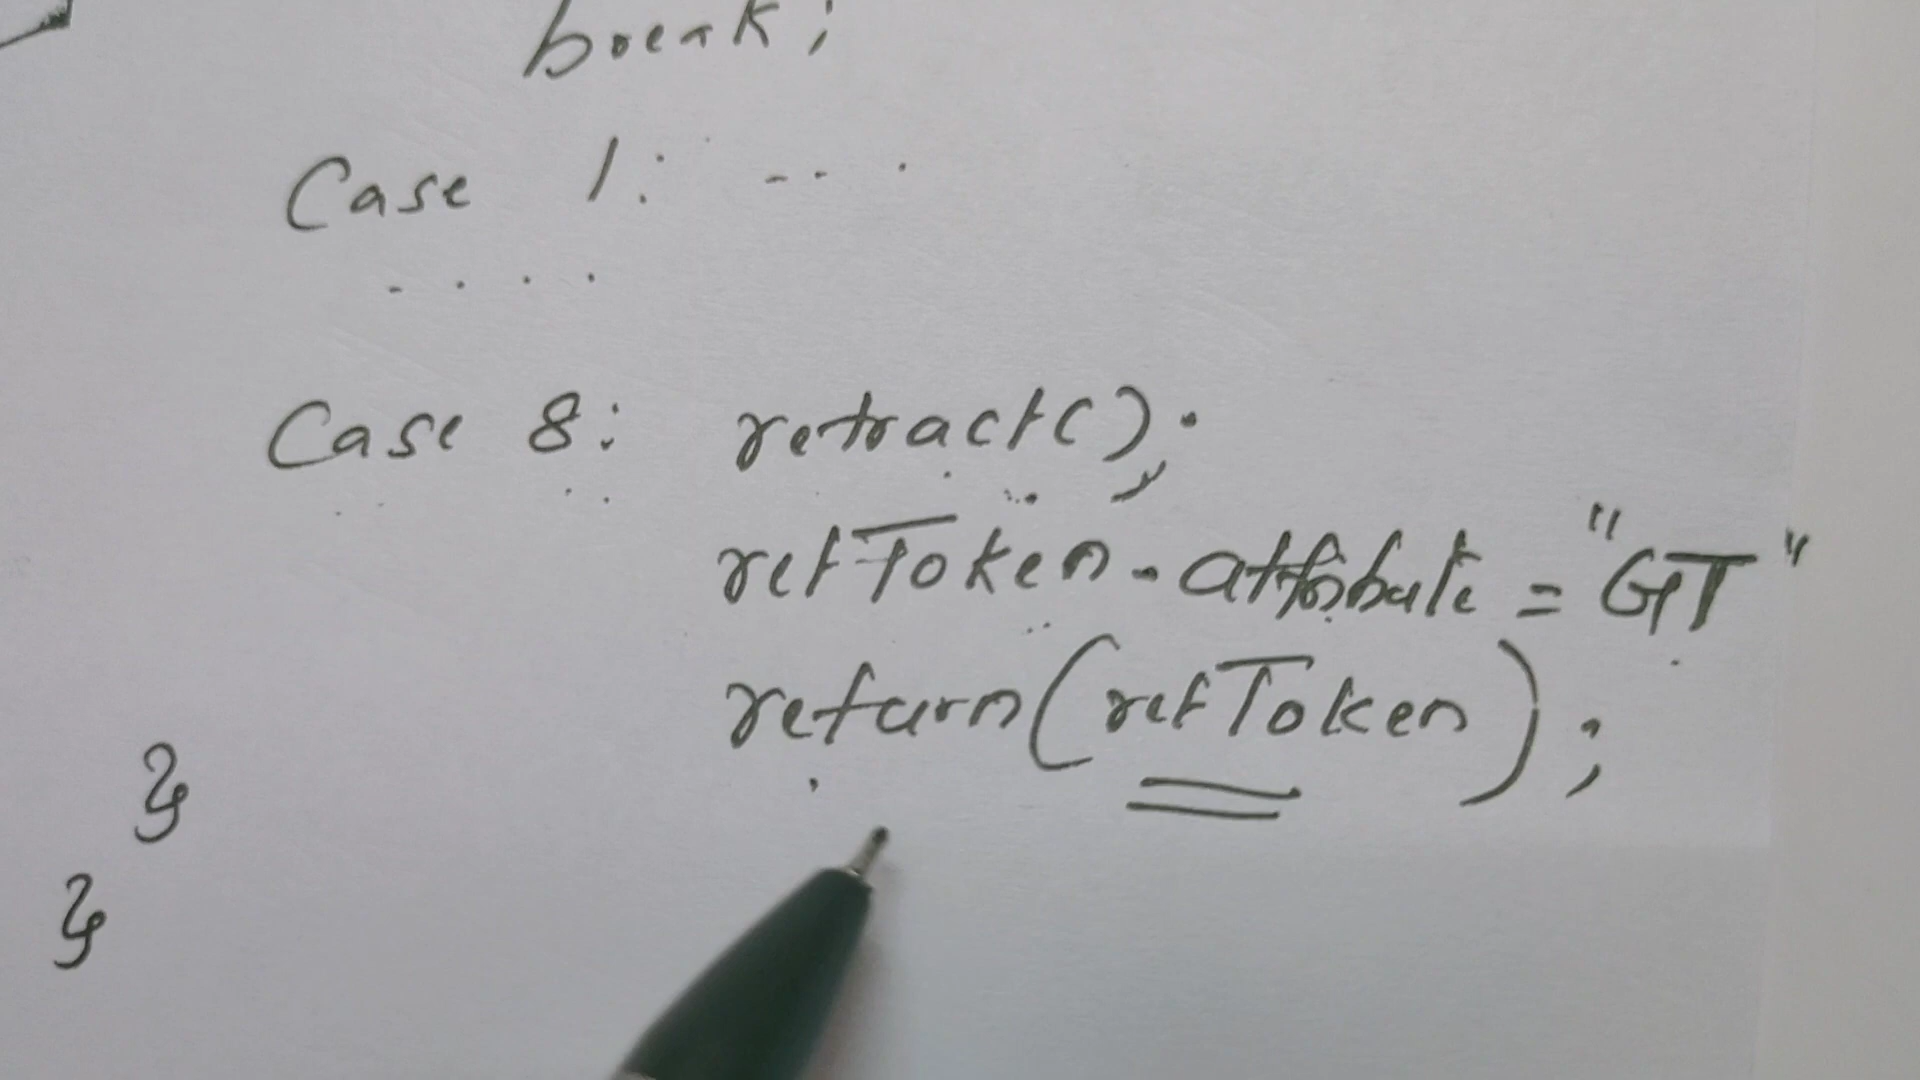 break;
Case 1: ....
....
Case 8: retract();
retToken.attribute = "GT"
return(retToken);
}
}